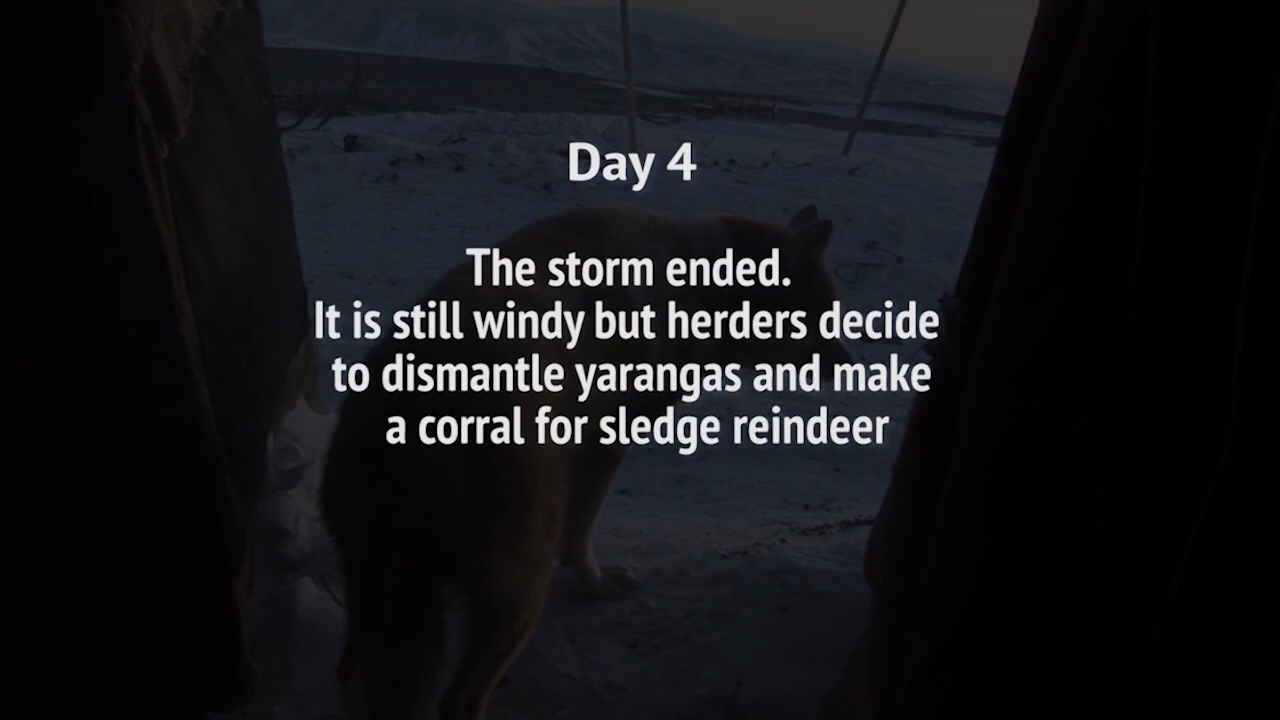 Day 4
The storm ended.
It is still windy but herders decide
to dismantle yarangas and make
a corral for sledge reindeer